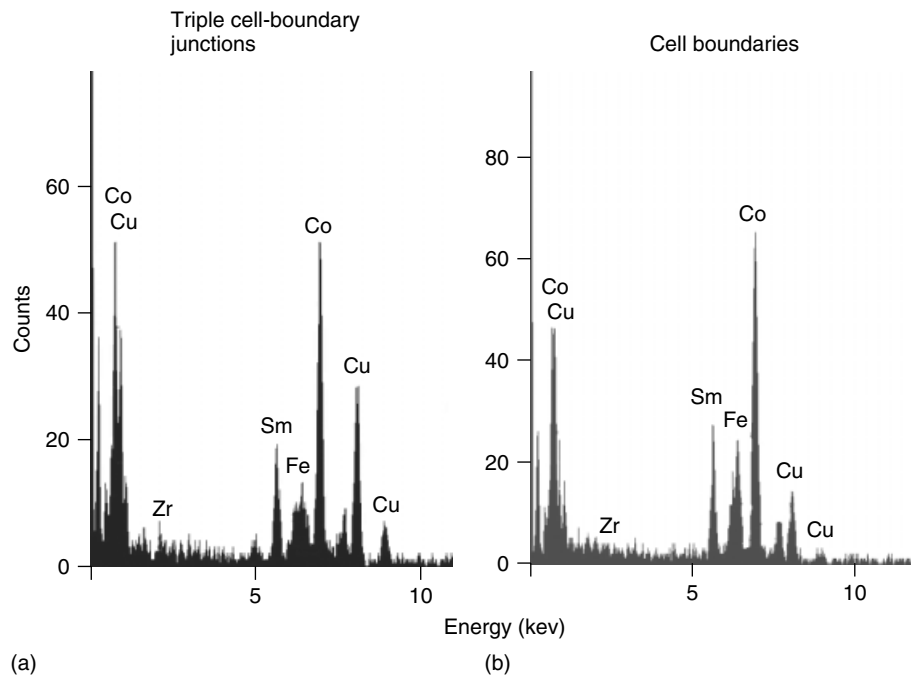 Triple cell-boundary
junctions
Counts
60
40
20
0
Co
Cu
Zr
Sm
Fe
Co
Cu
Cu
5
10
Cell boundaries
80
60
40
20
0
Co
Cu
Zr
Sm
Fe
Co
Cu
Cu
5
10
Energy (kev)
(a)
(b)